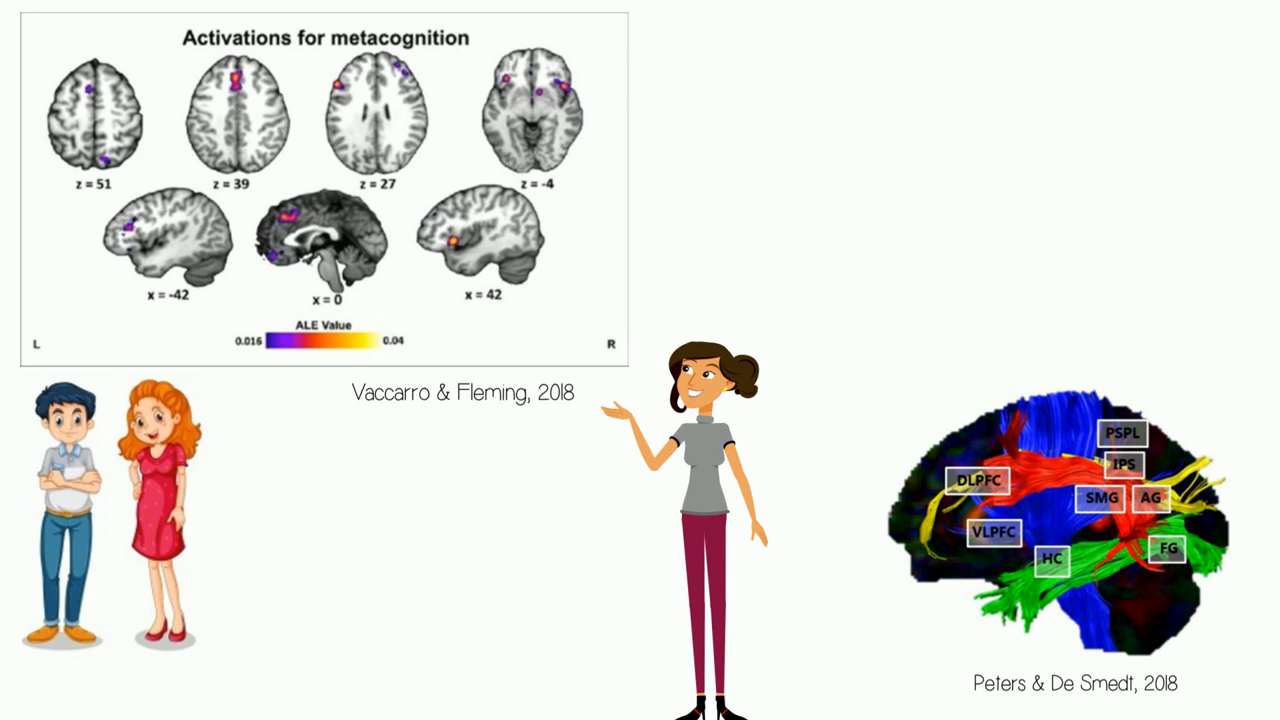 Activations for metacognition
z = 51
z = 39
z = 27
z = -4
x = -42
x = 0
x = 42
ALE Value
0.016
0.04
L
R
Vaccarro & Fleming, 2018
PSPL
IPS
DLPFC
SMG
AG
VLPFC
HC
FG
Peters & De Smedt, 2018